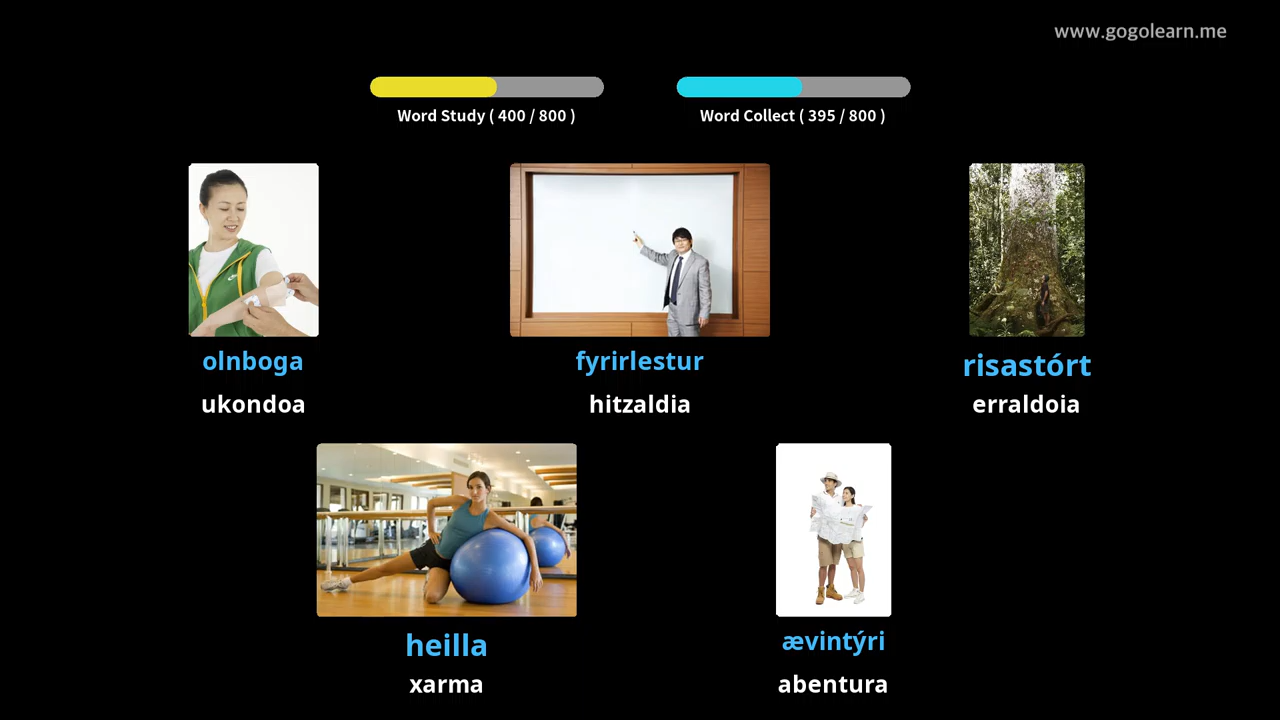 www.gogolearn.me
Word Study ( 400 / 800 )
Word Collect ( 395 / 800 )
olnboga
ukondoa
fyrirlestur
hitzaldia
risastórt
erraldoia
heilla
xarma
ævintýri
abentura